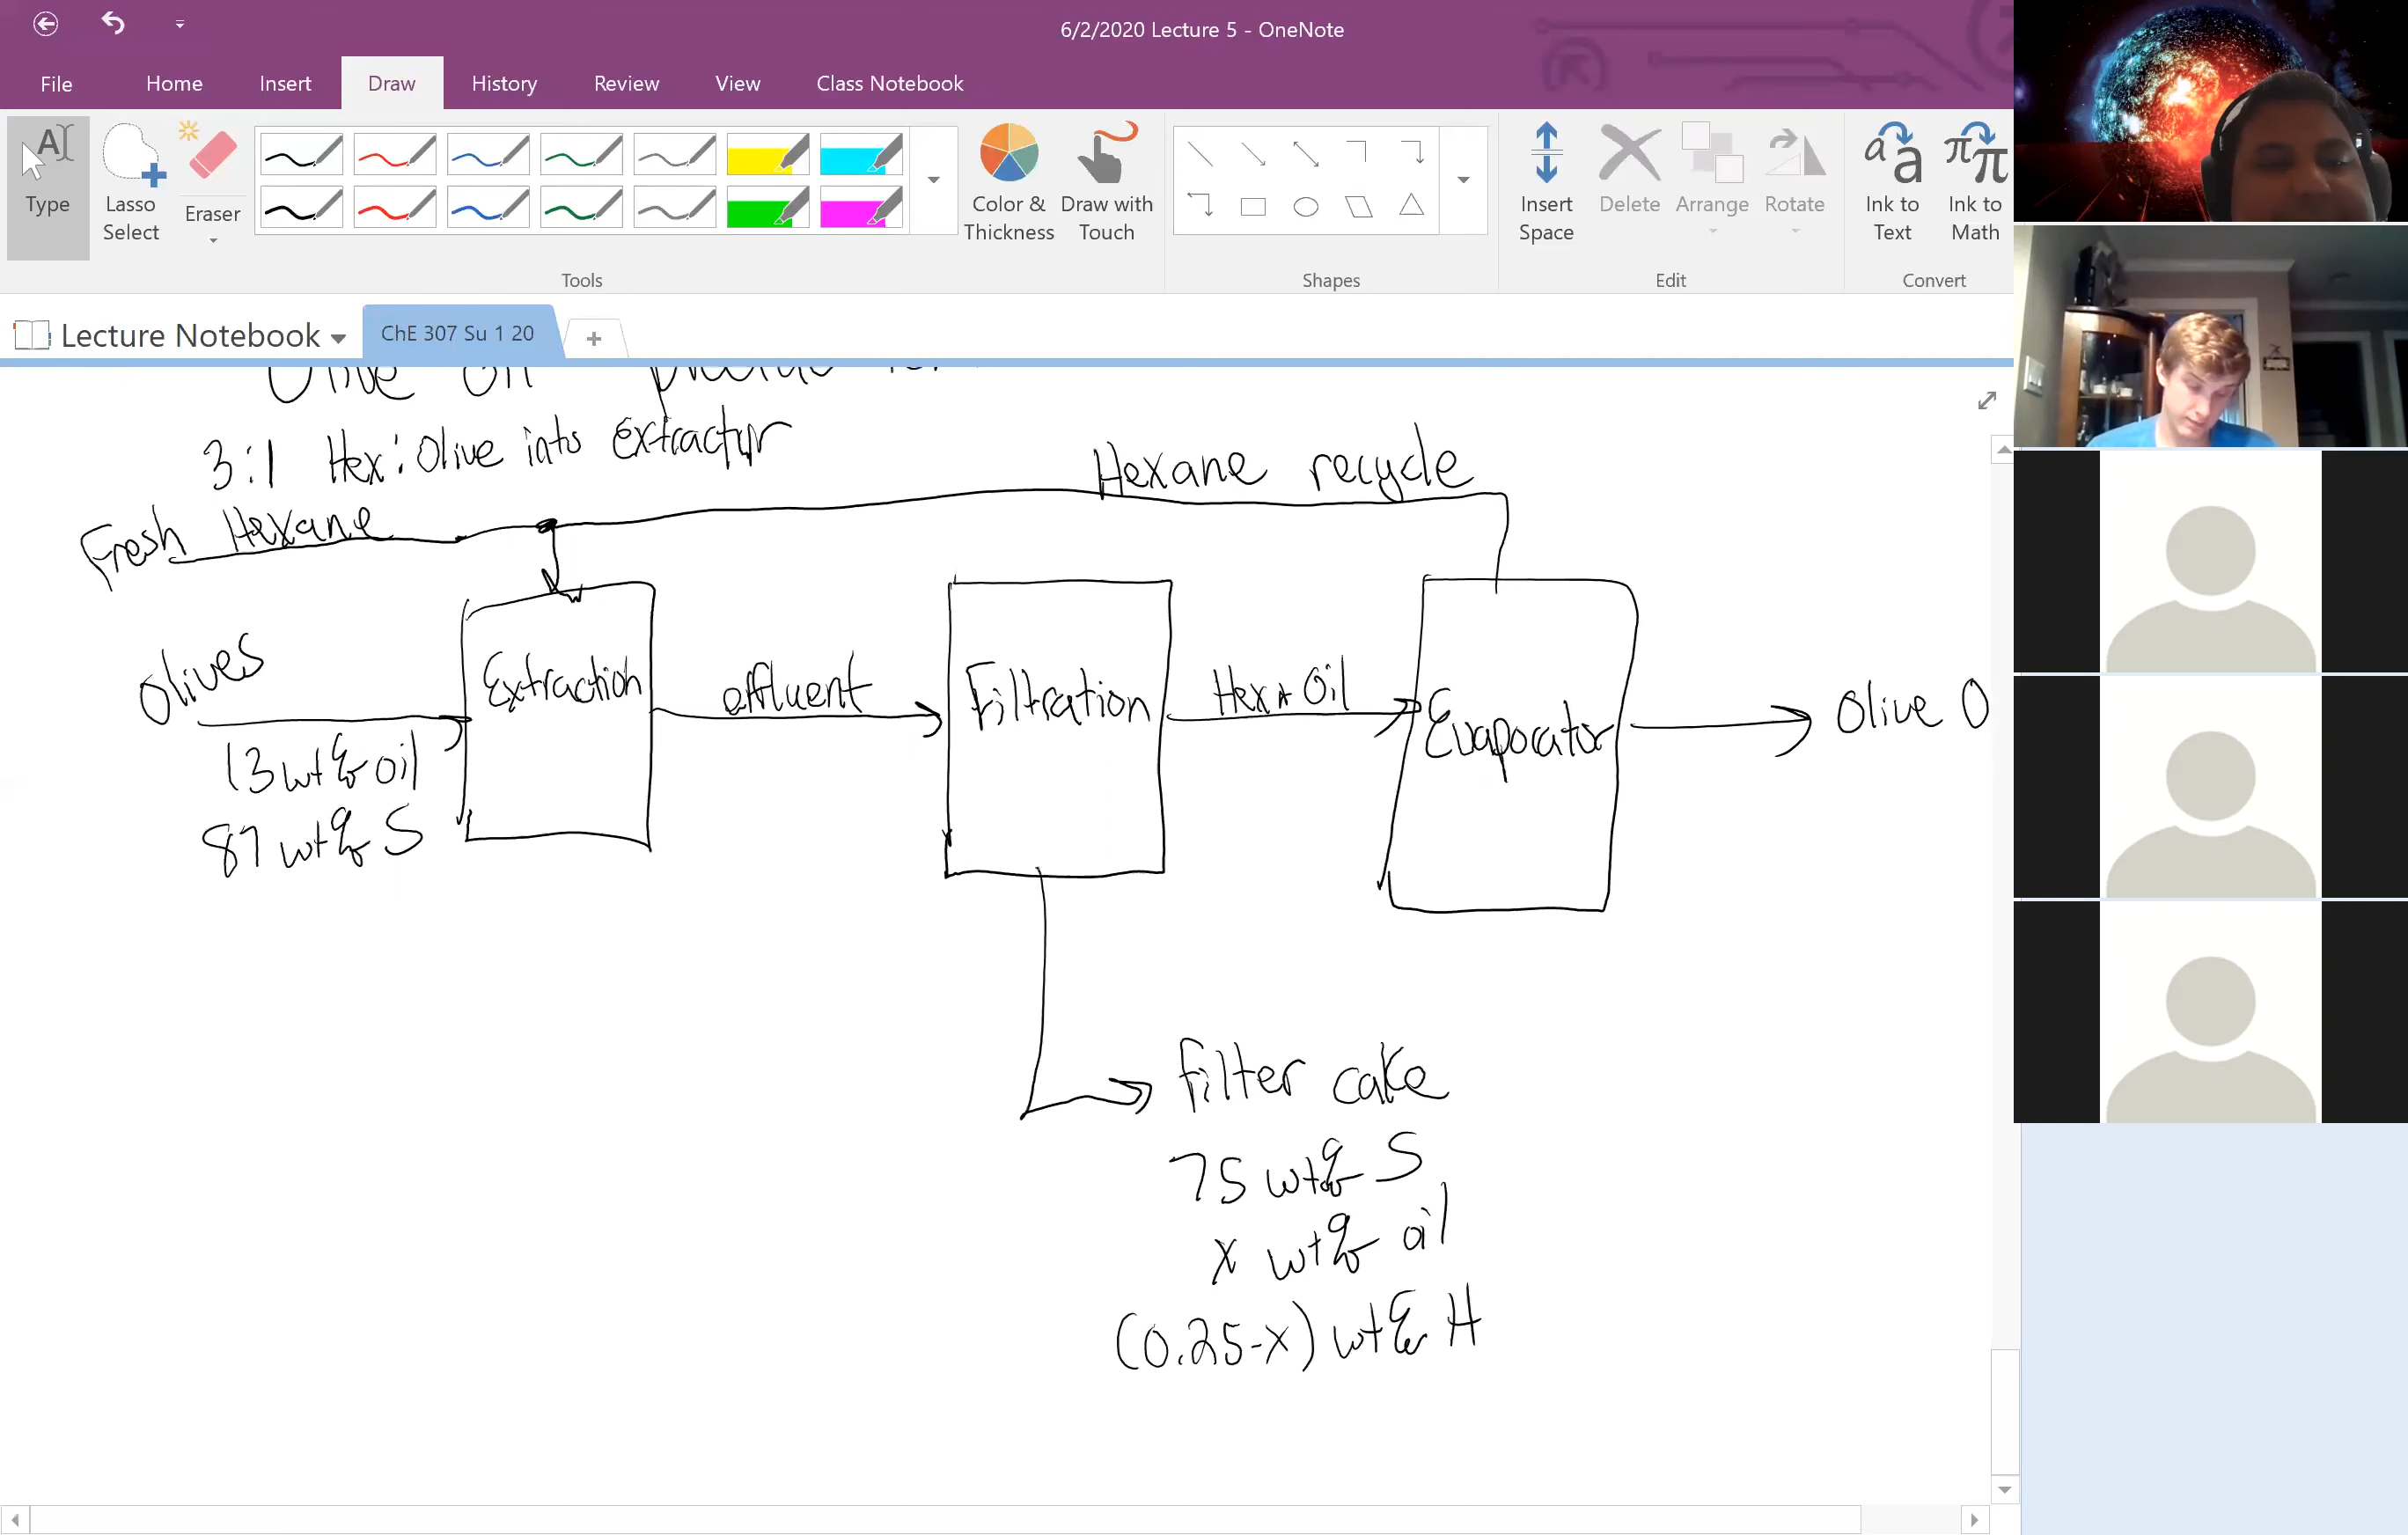 6/2/2020 Lecture 5 - OneNote
File Home Insert Draw History Review View Class Notebook
Type
Lasso Select
Eraser
Color & Thickness
Draw with Touch
Insert Space
Delete
Arrange
Rotate
Ink to Text
Ink to Math
Tools Shapes Edit Convert
Lecture Notebook
ChE 307 Su 1 20
Olive oil
3:1 Hex:Olive into extractor
Hexane recycle
Fresh Hexane
Olives
13 wt% oil
87 wt% S
Extraction
effluent
Filtration
Hex + Oil
Evaporator
Olive O
Filter cake
75 wt% S
x wt% oil
(0.25-x) wt% H